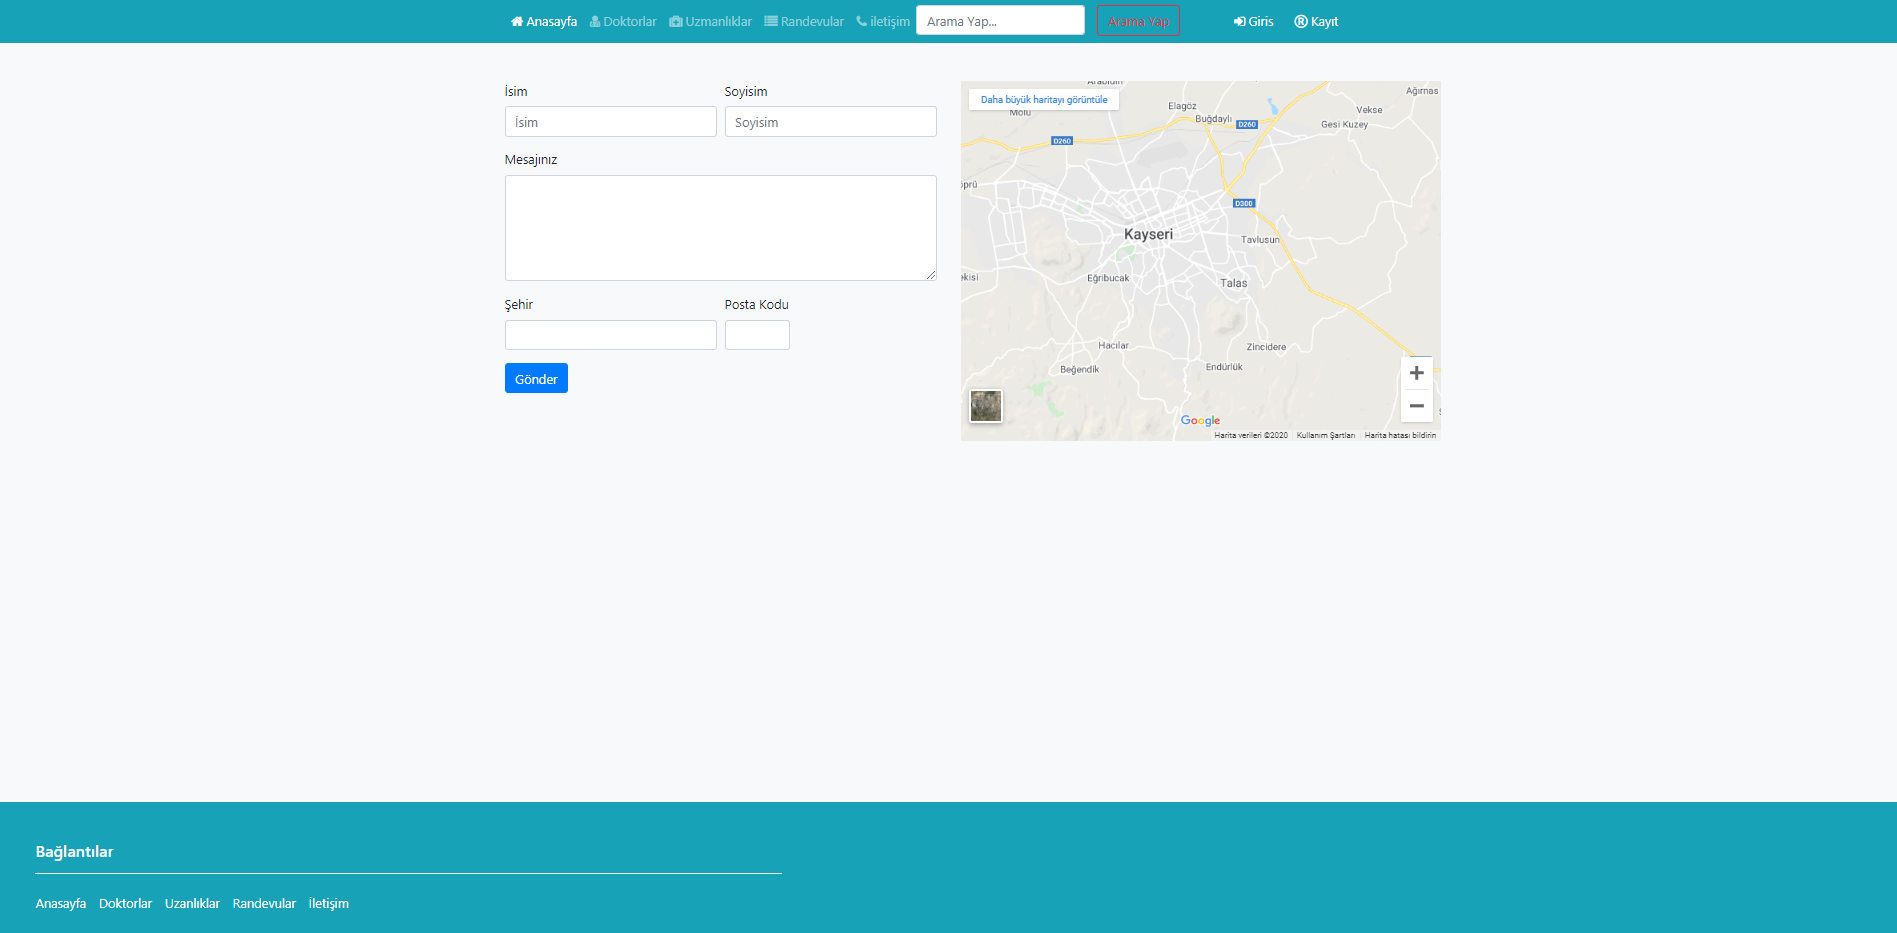 Anasayfa Doktorlar Uzmanlıklar Randevular iletişim Arama Yap... Arama Yap Giris Kayıt
İsim Soyisim
İsim Soyisim
Mesajınız
Şehir Posta Kodu
Gönder
Daha büyük haritayı görüntüle
Ağırnas
Elagöz
Vekse
Molu
Buğdaylı
D260
Gesi Kuzey
D260
öprü
D300
Kayseri
Tavlusun
ekisi
Eğribucak
Talas
Hacılar
Zincidere
Beğendik
Endürlük
Google
Harita verileri ©2020 Kullanım Şartları Harita hatası bildirin
Bağlantılar
Anasayfa Doktorlar Uzanlıklar Randevular İletişim